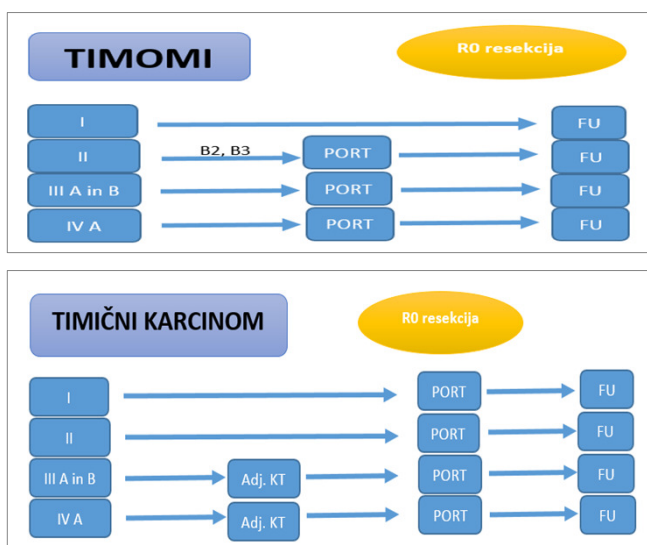 TIMOMI
R0 resekcija
I
FU
II
B2, B3
PORT
FU
III A in B
PORT
FU
IV A
PORT
FU
TIMIČNI KARCINOM
R0 resekcija
I
PORT
FU
II
PORT
FU
III A in B
Adj. KT
PORT
FU
IV A
Adj. KT
PORT
FU